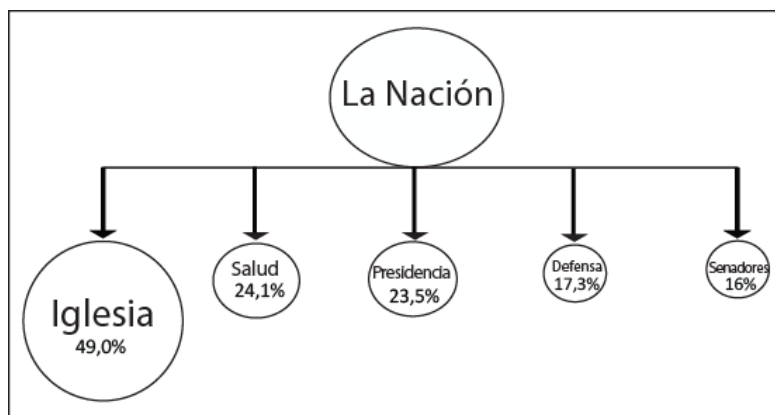 La Nación
Iglesia
49,0%
Salud
24,1%
Presidencia
23,5%
Defensa
17,3%
Senadores
16%